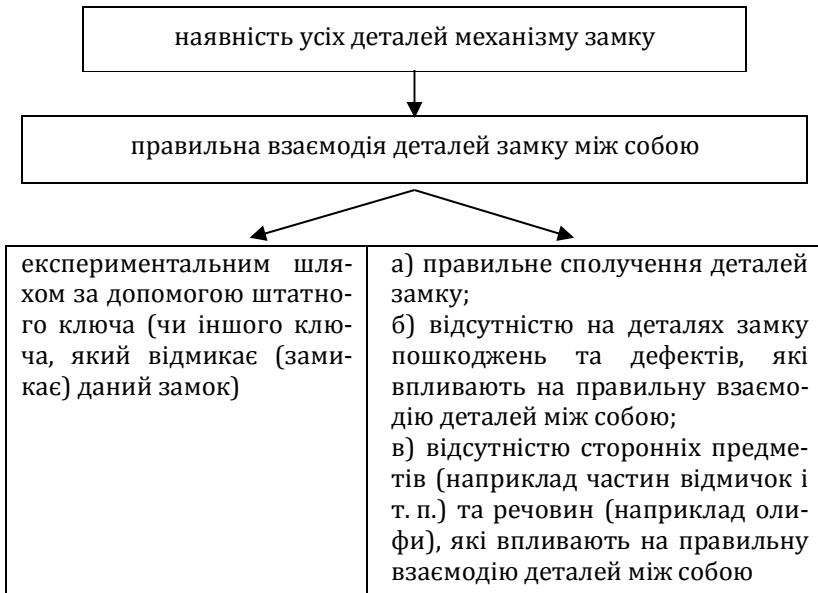 наявність усіх деталей механізму замку
правильна взаємодія деталей замку між собою
експериментальним шля-
хом за допомогою штатно-
го ключа (чи іншого клю-
ча, який відмикає (зами-
кає) даний замок)
а) правильне сполучення деталей
замку;
б) відсутністю на деталях замку
пошкоджень та дефектів, які
впливають на правильну взаємо-
дію деталей між собою;
в) відсутністю сторонніх предме-
тів (наприклад частин відмичок і
т. п.) та речовин (наприклад оли-
фи), які впливають на правильну
взаємодію деталей між собою